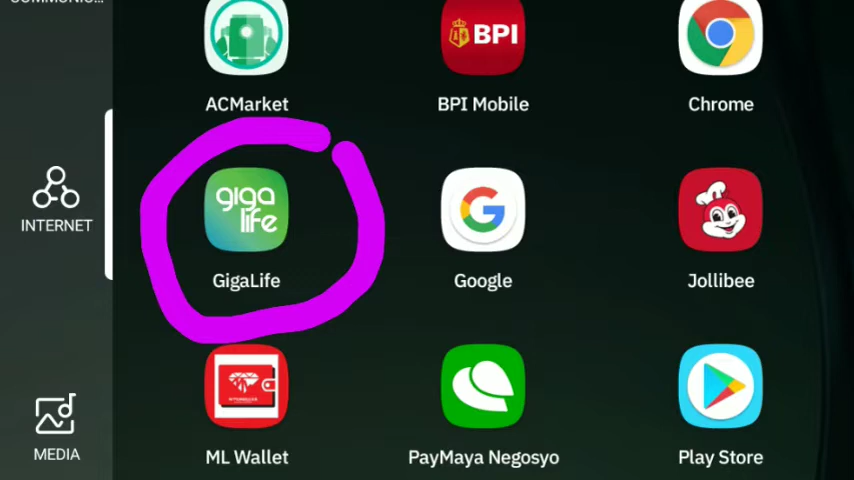 BPI
ACMarket
BPI Mobile
Chrome
giga
life
INTERNET
GigaLife
Google
Jollibee
MEDIA
ML Wallet
PayMaya Negosyo
Play Store